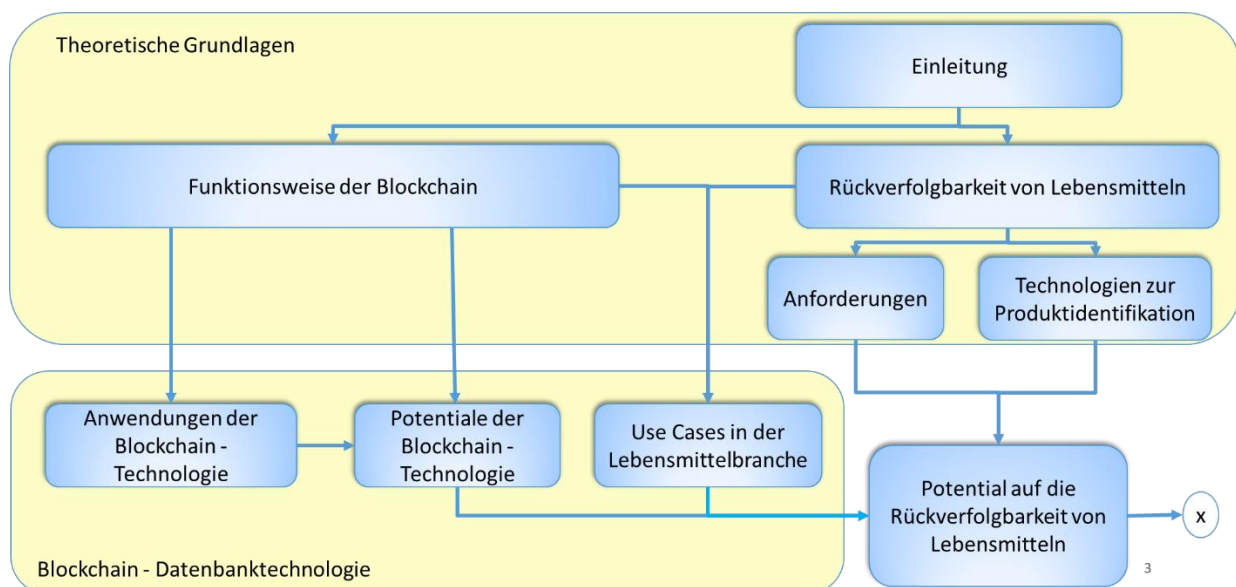 Theoretische Grundlagen
Einleitung
Funktionsweise der Blockchain
Rückverfolgbarkeit von Lebensmitteln
Anforderungen
Technologien zur
Produktidentifikation
Anwendungen der
Blockchain -
Technologie
Potentiale der
Blockchain -
Technologie
Use Cases in der
Lebensmittelbranche
Potential auf die
Rückverfolgbarkeit von
Lebensmitteln
x
Blockchain - Datenbanktechnologie
3